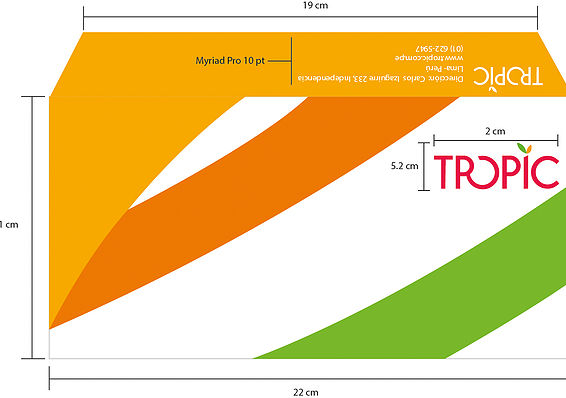 19 cm
Myriad Pro 10 pt
TROPIC
Dirección: Carlos Izaguirre 233, Independencia
Lima- Perú
www.tropic.com.pe
(01) 622-5947
2 cm
5.2 cm
TROPIC
1 cm
22 cm